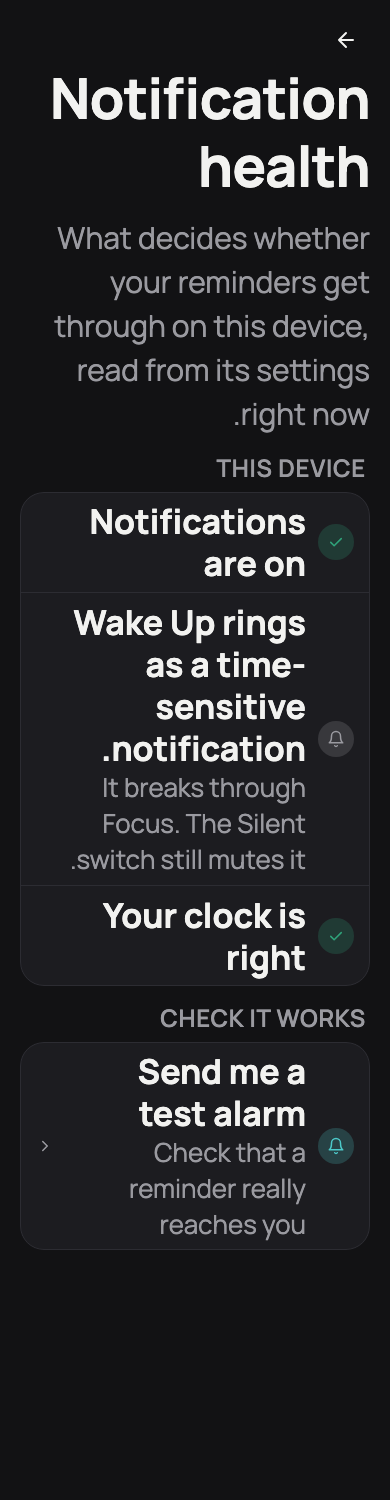 Notification
health
What decides whether
your reminders get
through on this device,
read from its settings
.right now
THIS DEVICE
Notifications
are on
Wake Up rings
as a time-
sensitive
.notification
It breaks through
Focus. The Silent
.switch still mutes it
Your clock is
right
CHECK IT WORKS
Send me a
test alarm
Check that a
reminder really
reaches you